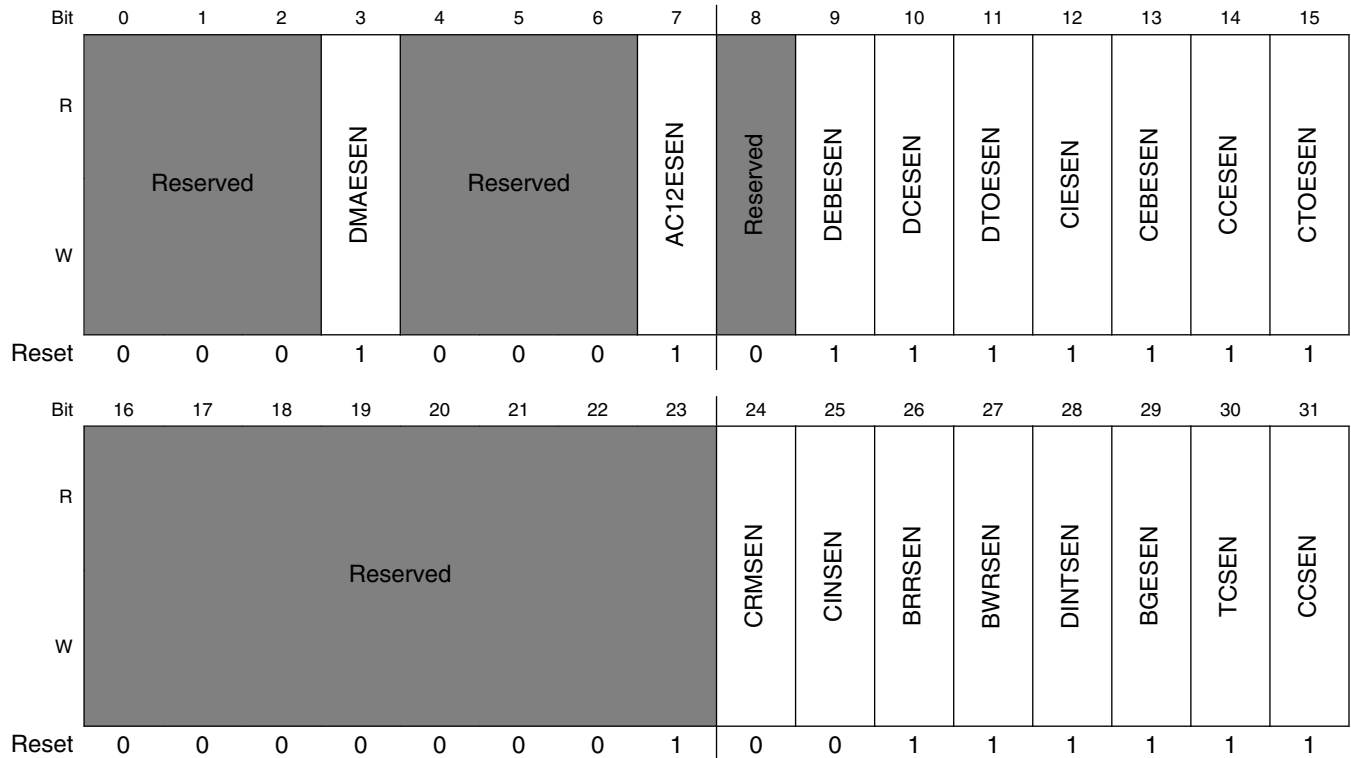 Bit 0 1 2 3 4 5 6 7 8 9 10 11 12 13 14 15
R
W
Reserved DMAESEN Reserved AC12ESEN Reserved DEBESEN DCESEN DTOESEN CIESEN CEBESEN CCESEN CTOESEN
Reset 0 0 0 1 0 0 0 1 0 1 1 1 1 1 1 1
Bit 16 17 18 19 20 21 22 23 24 25 26 27 28 29 30 31
R
W
Reserved CRMSEN CINSEN BRRSEN BWRSEN DINTSEN BGESEN TCSEN CCSEN
Reset 0 0 0 0 0 0 0 1 0 0 1 1 1 1 1 1